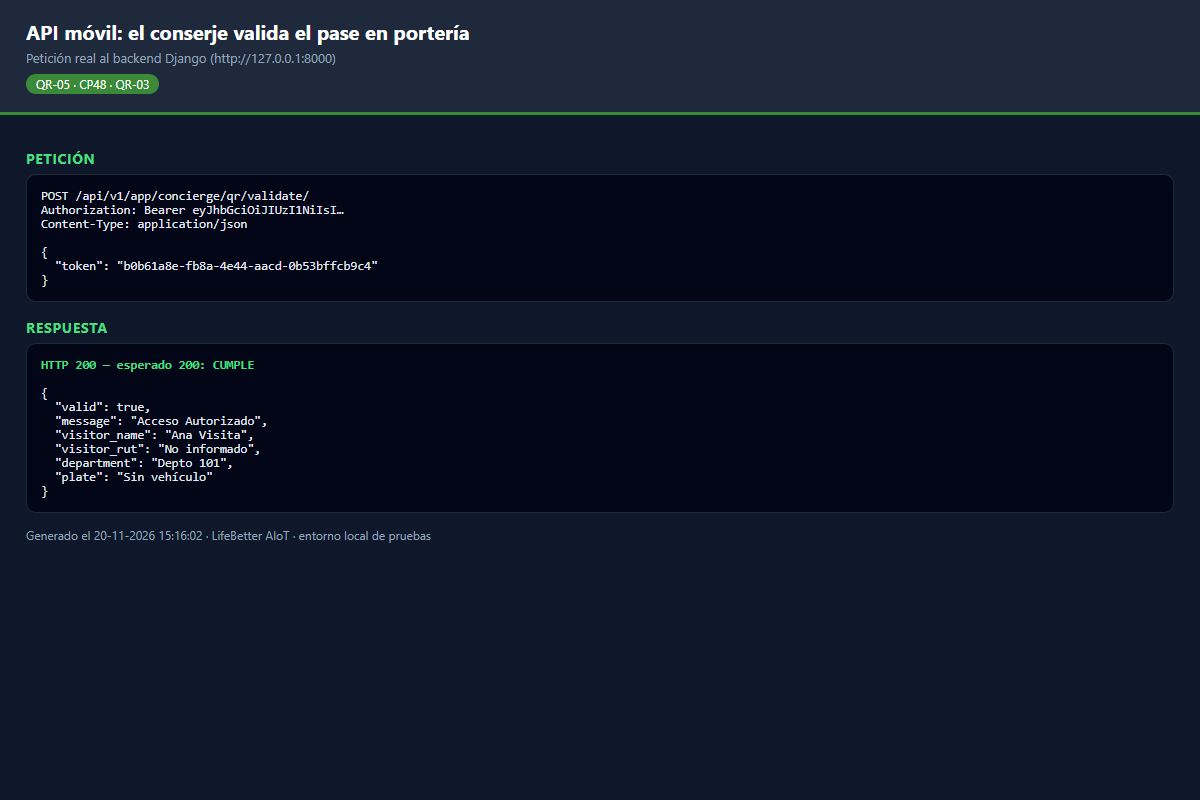 API móvil: el conserje valida el pase en portería
Petición real al backend Django (http://127.0.0.1:8000)
QR-05 · CP48 · QR-03
PETICIÓN
POST /api/v1/app/concierge/qr/validate/
Authorization: Bearer eyJhbGciOiJIUzI1NiIsI…
Content-Type: application/json
{
  "token": "b0b61a8e-fb8a-4e44-aacd-0b53bffcb9c4"
}
RESPUESTA
HTTP 200 — esperado 200: CUMPLE
{
  "valid": true,
  "message": "Acceso Autorizado",
  "visitor_name": "Ana Visita",
  "visitor_rut": "No informado",
  "department": "Depto 101",
  "plate": "Sin vehículo"
}
Generado el 20-11-2026 15:16:02 · LifeBetter AIoT · entorno local de pruebas